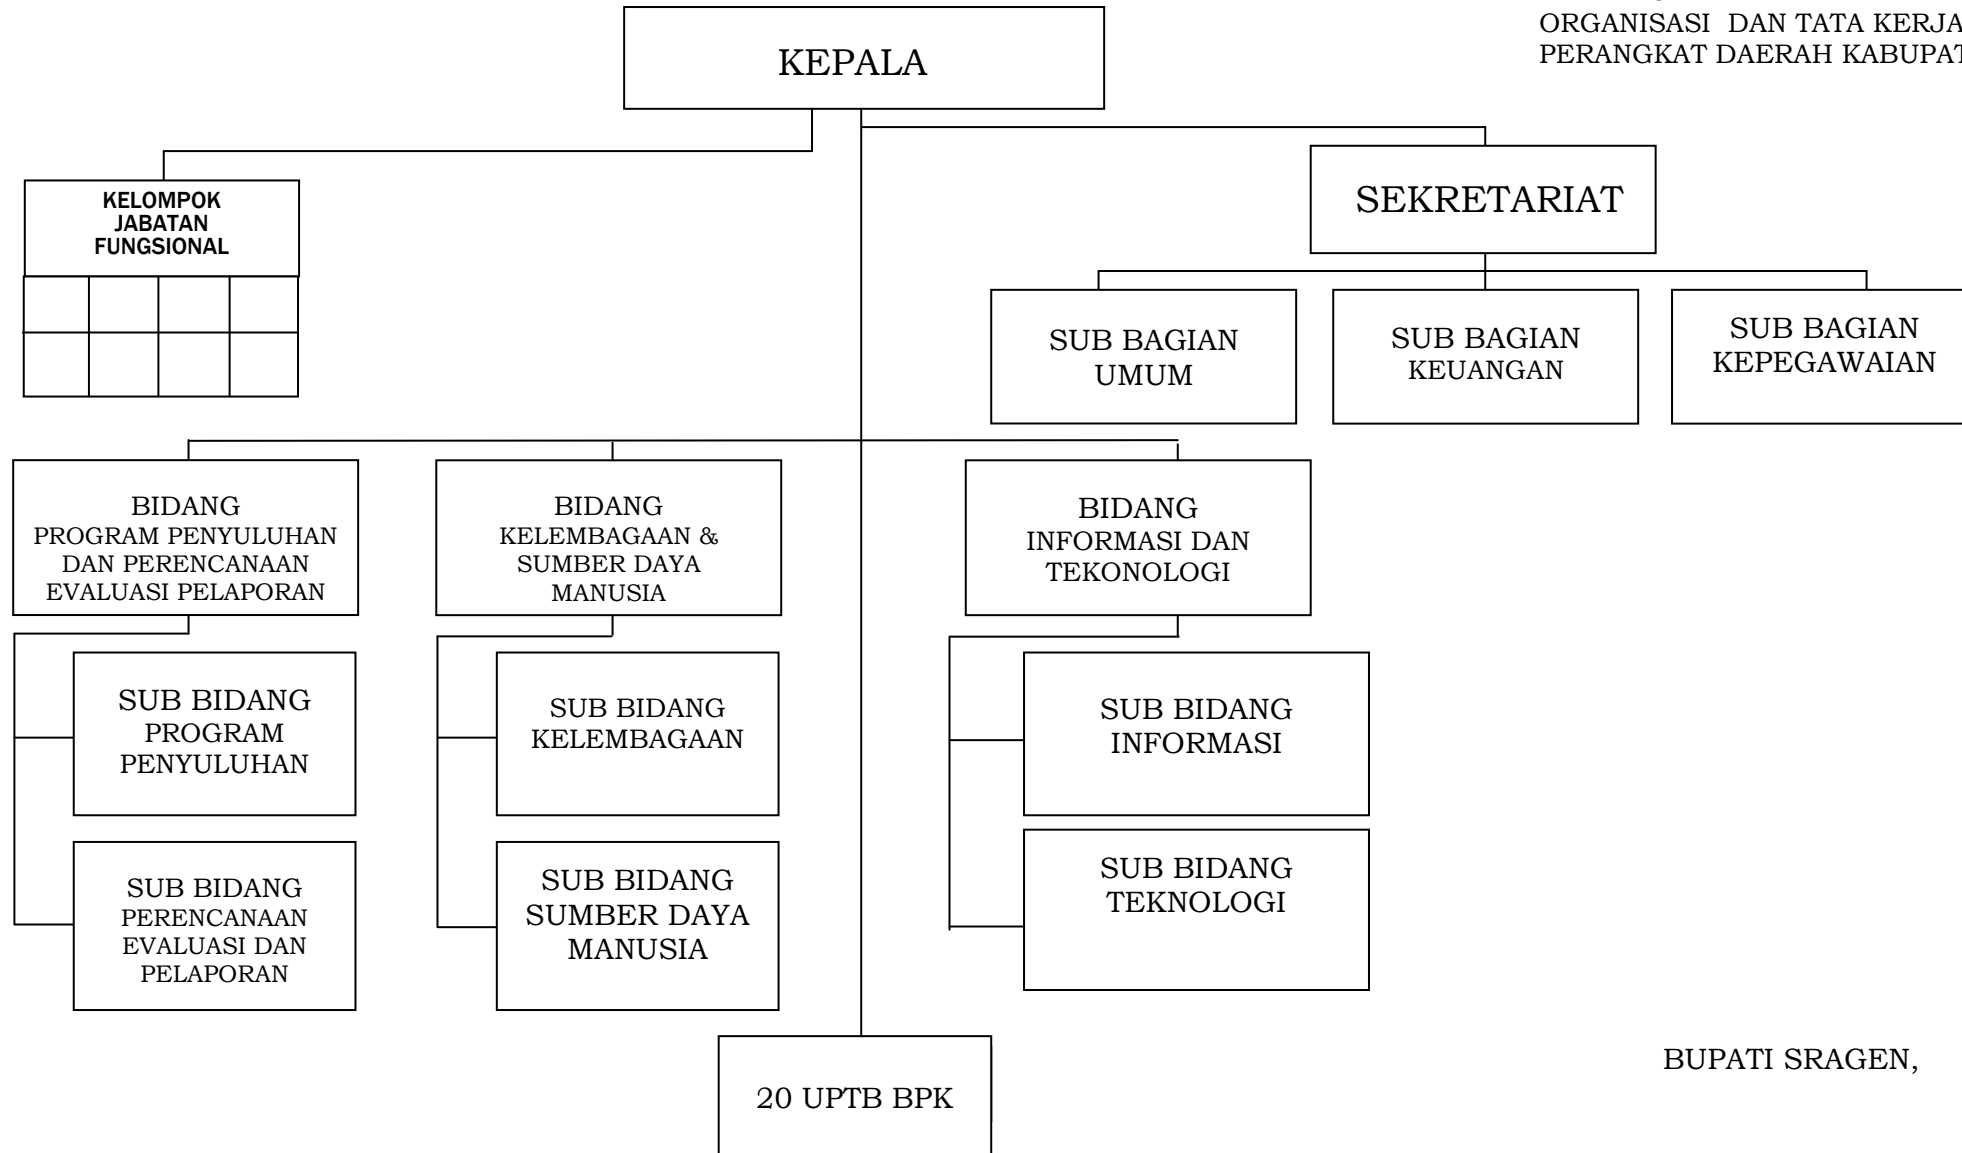 ORGANISASI DAN TATA KERJA
PERANGKAT DAERAH
KEPALA
KELOMPOK
JABATAN
FUNGSIONAL
SEKRETARIAT
SUB BAGIAN
UMUM
SUB BAGIAN
KEUANGAN
SUB BAGIAN
KEPEGAWAIAN
BIDANG
PROGRAM PENYULUHAN
DAN PERENCANAAN
EVALUASI PELAPORAN
BIDANG
KELEMBAGAAN &
SUMBER DAYA
MANUSIA
BIDANG
INFORMASI DAN
TEKONOLOGI
SUB BIDANG
PROGRAM
PENYULUHAN
SUB BIDANG
KELEMBAGAAN
SUB BIDANG
INFORMASI
SUB BIDANG
PERENCANAAN
EVALUASI DAN
PELAPORAN
SUB BIDANG
SUMBER DAYA
MANUSIA
SUB BIDANG
TEKNOLOGI
20 UPTB BPK
BUPATI SRAGEN,